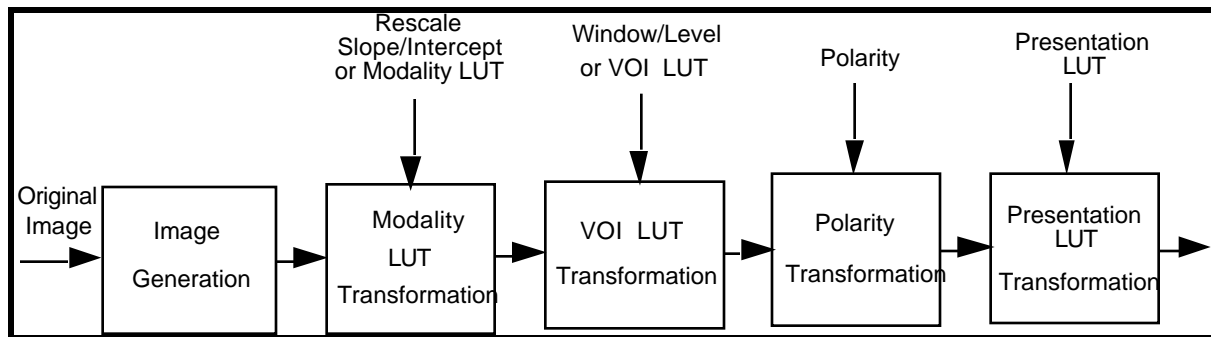 Rescale
Slope/Intercept
or Modality LUT
Window/Level
or VOI LUT
Polarity
Presentation
LUT
Original
Image
Image
Generation
Modality
LUT
Transformation
VOI LUT
Transformation
Polarity
Transformation
Presentation
LUT
Transformation